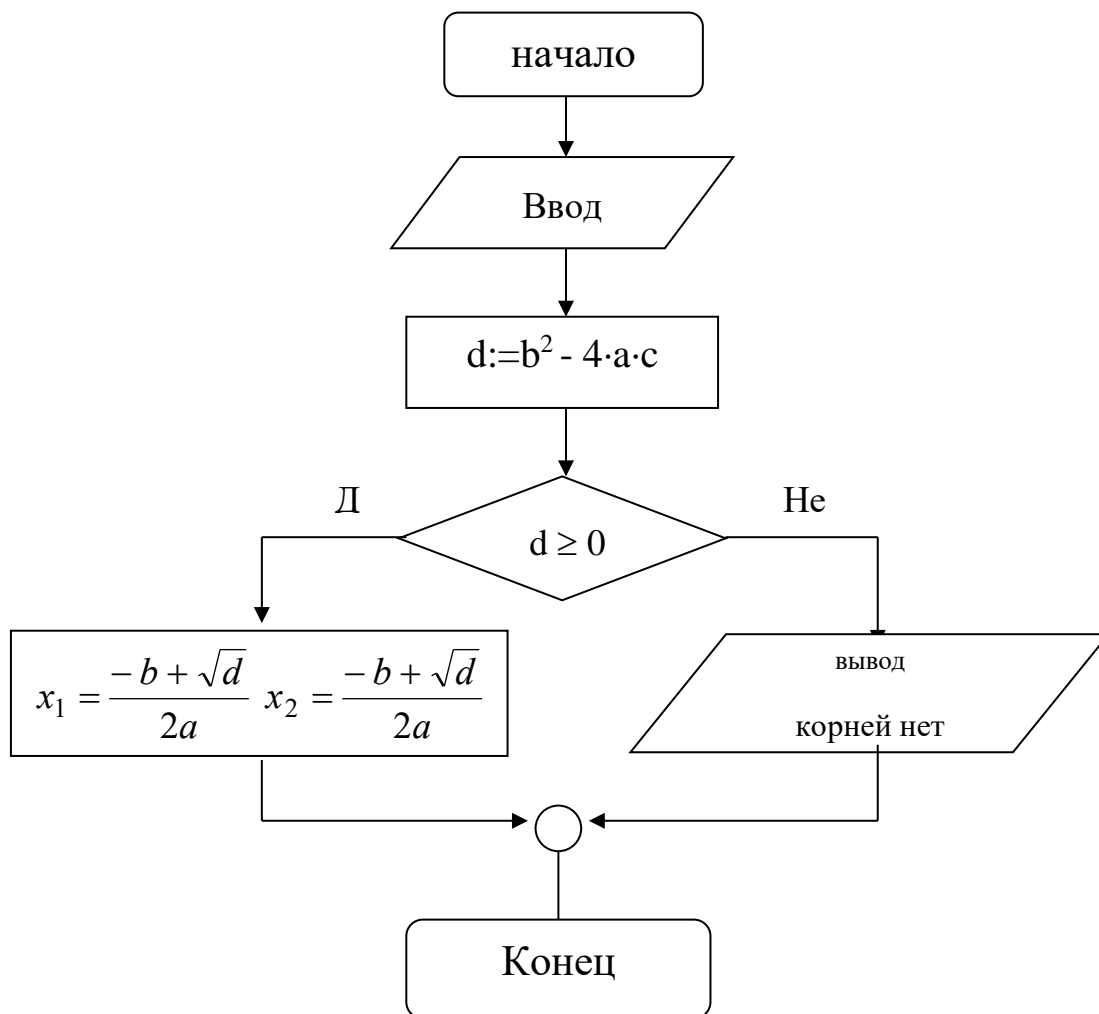 начало
Ввод
d:=b² - 4·a·c
Д
Не
d ≥ 0
x₁ = (-b + √d)/2a x₂ = (-b + √d)/2a
вывод
корней нет
Конец